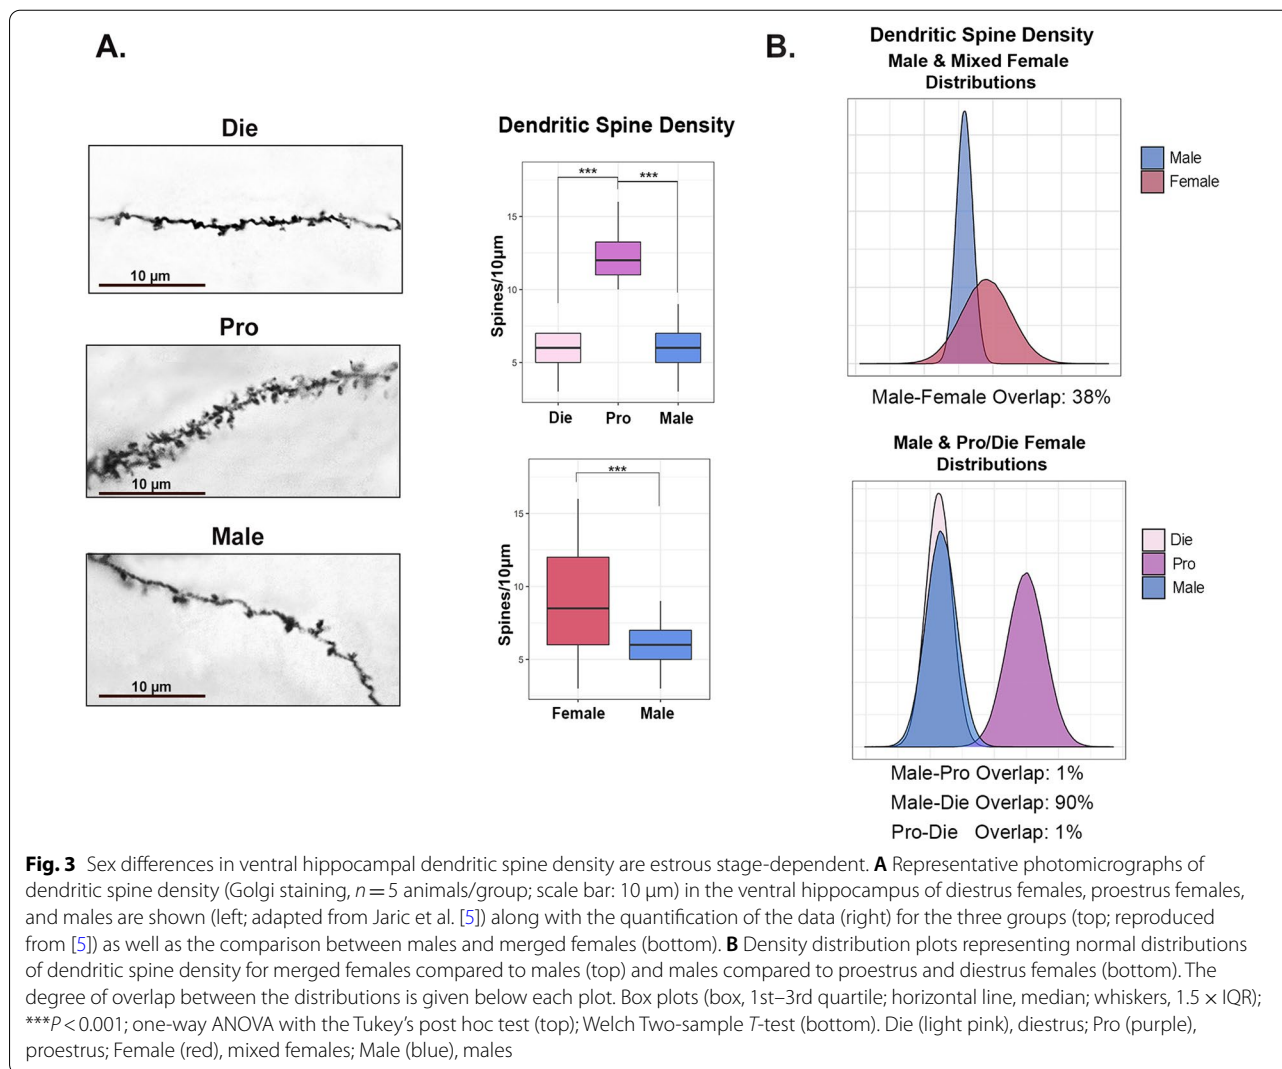 A.
Die
10 µm
Pro
10 µm
Male
10 µm
Dendritic Spine Density
Spines/10µm
15
10
5
***
***
Die Pro Male
Spines/10µm
15
10
5
***
Female Male
B.
Dendritic Spine Density
Male & Mixed Female
Distributions
Male
Female
Male-Female Overlap: 38%
Male & Pro/Die Female
Distributions
Die
Pro
Male
Male-Pro Overlap: 1%
Male-Die Overlap: 90%
Pro-Die Overlap: 1%
Fig. 3 Sex differences in ventral hippocampal dendritic spine density are estrous stage-dependent. A Representative photomicrographs of
dendritic spine density (Golgi staining, n = 5 animals/group; scale bar: 10 µm) in the ventral hippocampus of diestrus females, proestrus females,
and males are shown (left; adapted from Jaric et al. [5]) along with the quantification of the data (right) for the three groups (top; reproduced
from [5]) as well as the comparison between males and merged females (bottom). B Density distribution plots representing normal distributions
of dendritic spine density for merged females compared to males (top) and males compared to proestrus and diestrus females (bottom). The
degree of overlap between the distributions is given below each plot. Box plots (box, 1st–3rd quartile; horizontal line, median; whiskers, 1.5 × IQR);
***P < 0.001; one-way ANOVA with the Tukey's post hoc test (top); Welch Two-sample T-test (bottom). Die (light pink), diestrus; Pro (purple),
proestrus; Female (red), mixed females; Male (blue), males